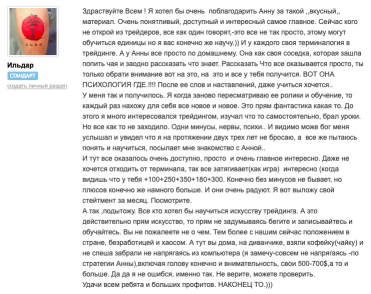 Здраствуйте Всем ! Я хотел бы очень поблагодарить Анну за такой ,,вкусный,,
материал. Очень понятливый, доступный и интересный самое главное. Сейчас кого
не открой из трейдеров, все как один говорят,-это все не так просто, этому могут
обучиться единицы но я вас конечно же научу.)) И у каждого своя терминалогия в
трейдинге. А у Анны все просто по домашнему. Она как своя соседка, которая зашла
попить чая и заодно рассказать что знает. Рассказать Что все оказывается просто, ты
только обрати внимание вот на это, на это и все у тебя получится. ВОТ ОНА
ПСИХОЛОГИЯ ГДЕ.!!!! После ее слов и наставлений, даже учиться хочется..
У меня так и получилось. Я когда заново пересматриваю ее ролики и обучение, то
каждый раз нахожу для себя все новое и новое. Это прям фантастика какая то. До
этого я много интересовался трейдингом, изучал что то самостоятельно, брал уроки.
Но все как то не заходило. Одни минусы, нервы, психи.. И видимо може бог меня
услышал и увидел что я на протяжении двух трех лет не бросаю, а все же пытаюсь
понять и научиться, посылает мне знакомство с Анной..
И тут все оказалось очень доступно, просто и очень главное интересно. Даже не
хочется отходить от терминала, так все затягивает(как игра) интересно (когда
видишь что у тебя +100+250+350+180+300. Конечно без минусов не бывает, но
плюсов конечно же намного больше. И они очень радуют. Я вот выложу свой
стейтмент за месяц. Посмотрите.
А так ,подытожу. Все кто хотел бы научиться искусству трейдинга. А это
действительно прям искусство, то прям не задумываясь бегите и записывайтесь и
обучайтесь. Вы не пожалеете не о чем. Тем более с нашим сейчас положением в
стране, безработицей и хаосом. А тут вы дома, на диванчике, взяли кофейку(чайку) и
не спеша забрали не напрягаясь из компьютера (я замечу-совсем не напрягаясь -по
стратегии Анны),включая голову конечно и внимательность, свои 500-700$,а то и
больше. Да да я не ошибся, именно так. Не верите, можете проверить.
Удачи всем ребята и больших профитов. НАКОНЕЦ ТО.)))
Ильдар
СТАНДАРТ
создать личный раздел